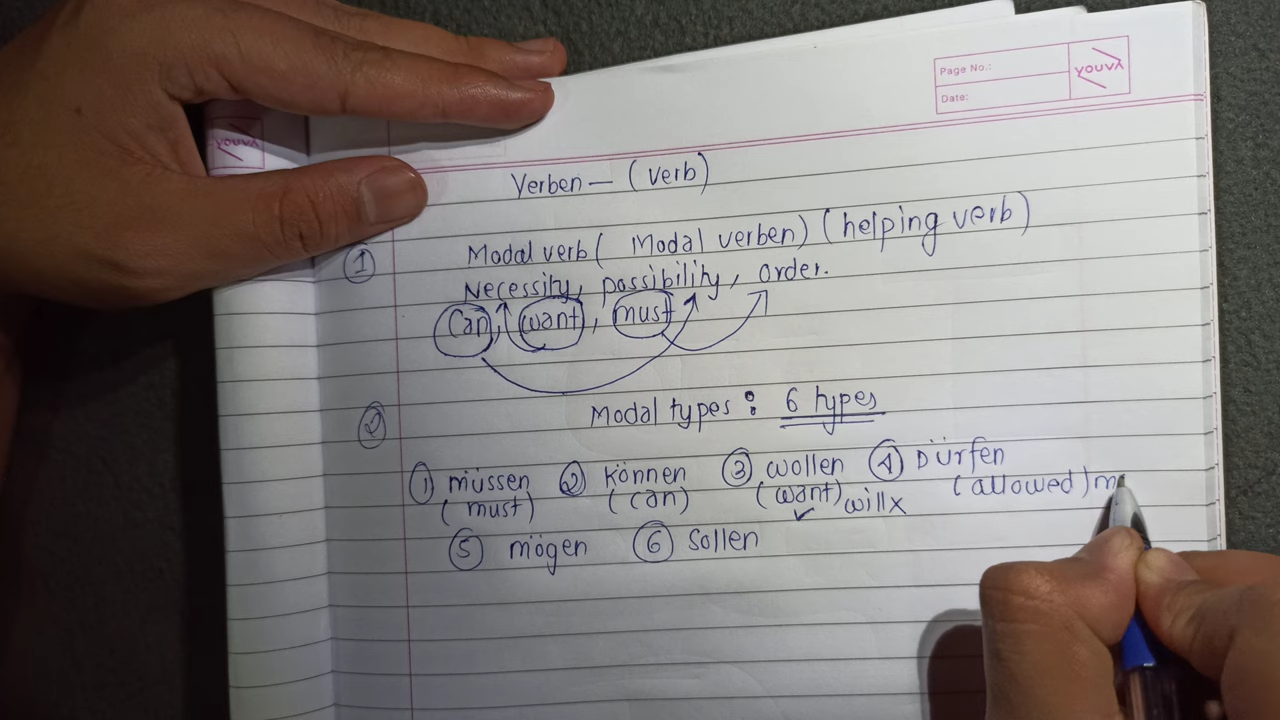 Page No.:
Date:
youva
youva
Verben – (verb)
① Modal verb ( Modal verben) (helping verb)
Necessity, possibility, order.
Can, want, must
② Modal types : 6 types
① müssen ② können ③ wollen ④ Dürfen
(must) (can) (want) will x (allowed) m
⑤ mögen ⑥ sollen